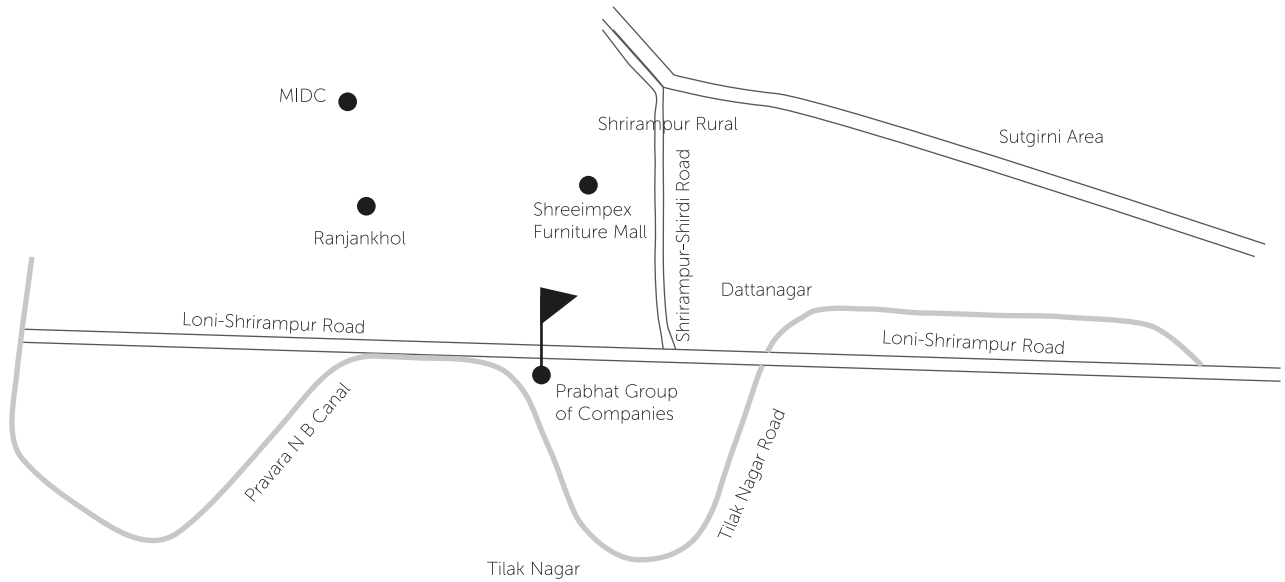 MIDC
Shrirampur Rural
Sutgirni Area
Shreeimpex
Furniture Mall
Ranjankhol
Shrirampur-Shirdi Road
Dattanagar
Loni-Shrirampur Road
Loni-Shrirampur Road
Prabhat Group
of Companies
Pravara N B Canal
Tilak Nagar Road
Tilak Nagar